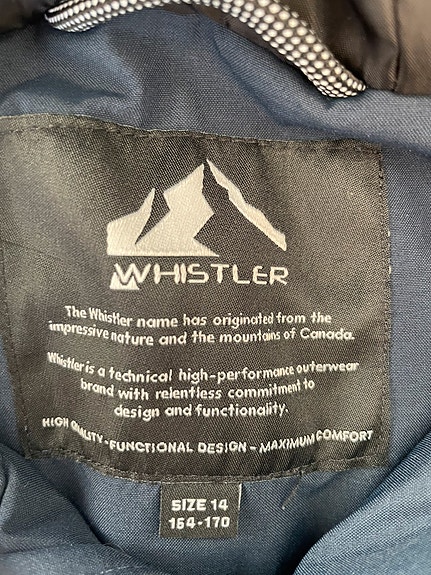 WHISTLER
The Whistler name has originated from the
impressive nature and the mountains of Canada.
Whistler is a technical high-performance outerwear
brand with relentless commitment to
design and functionality.
HIGH QUALITY - FUNCTIONAL DESIGN - MAXIMUM COMFORT
SIZE 14
164-170